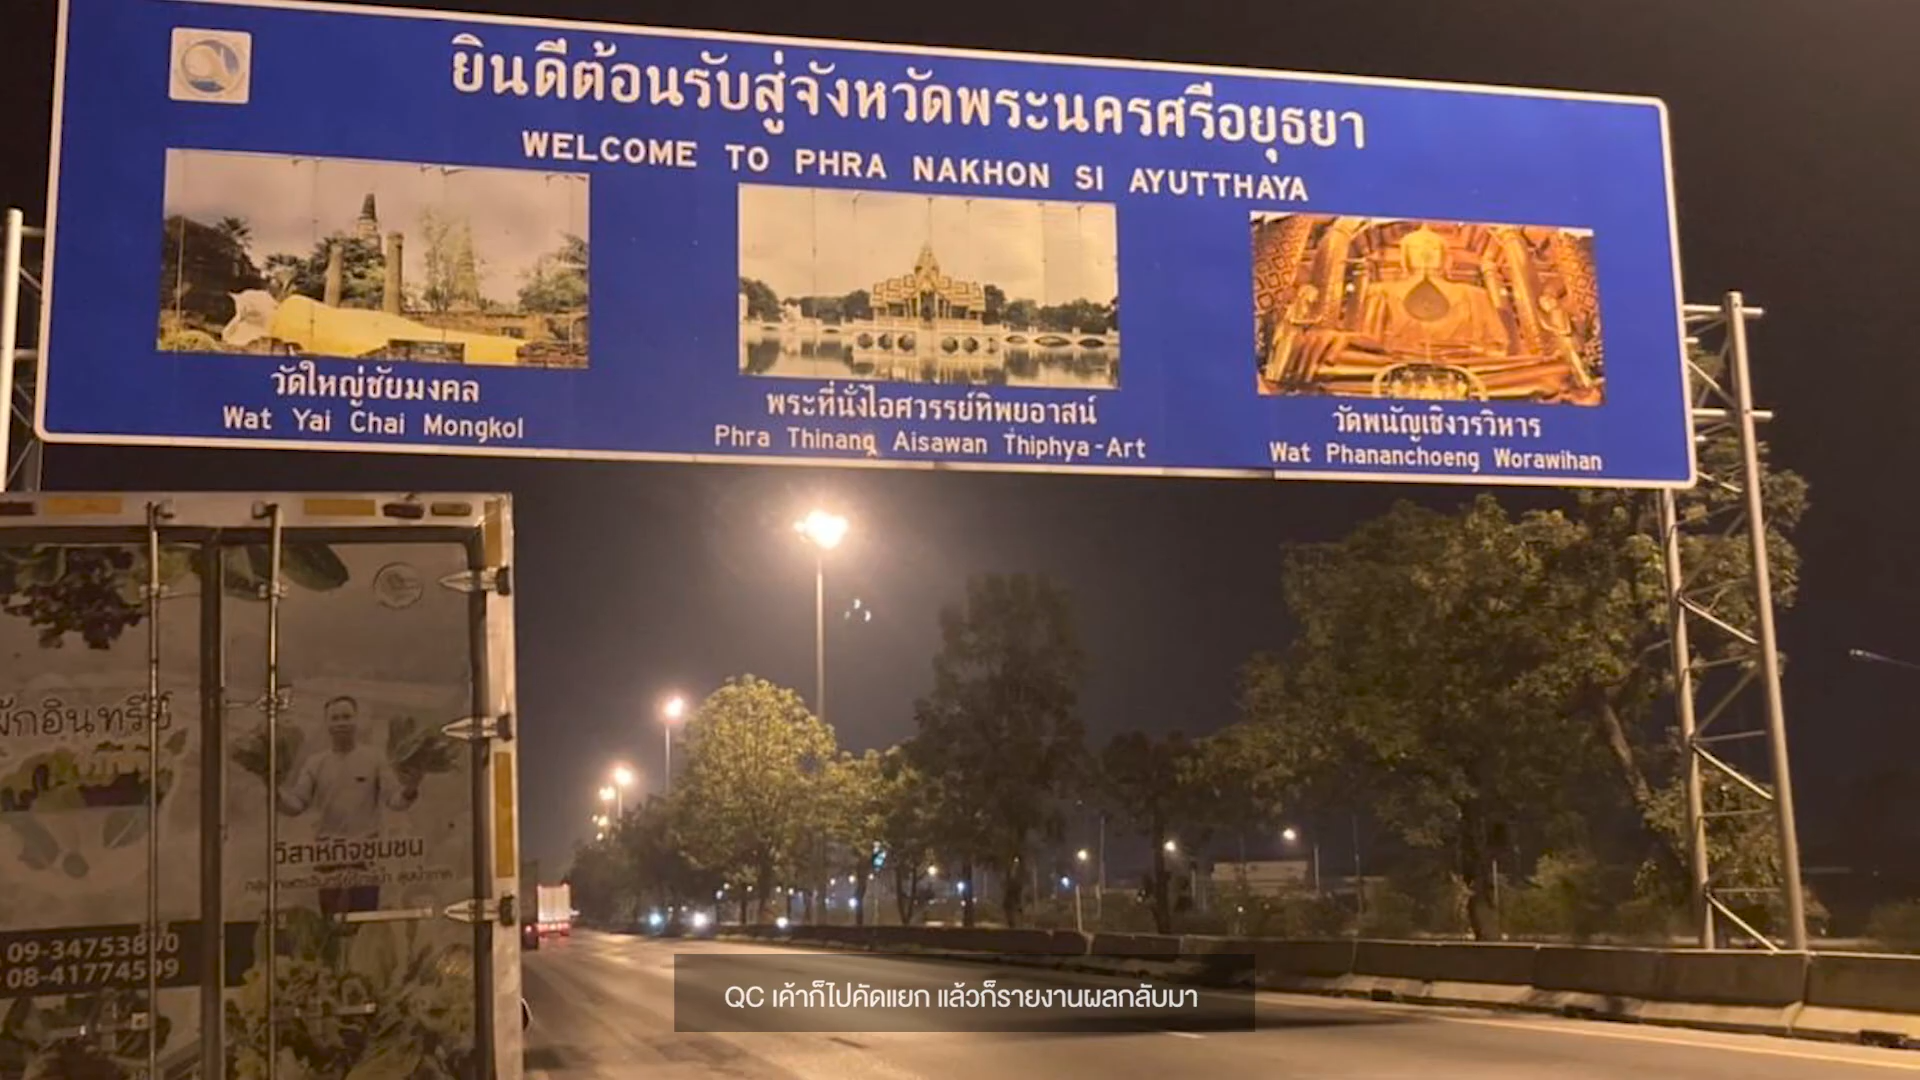 ยินดีต้อนรับสู่จังหวัดพระนครศรีอยุธยา
WELCOME TO PHRA NAKHON SI AYUTTHAYA
วัดใหญ่ชัยมงคล
Wat Yai Chai Mongkol
พระที่นั่งไอศวรรย์ทิพยอาสน์
Phra Thinang Aisawan Thiphya-Art
วัดพนัญเชิงวรวิหาร
Wat Phananchoeng Worawihan
ผักอินทรีย์
วิสาหกิจชุมชน
QC เค้าก็ไปคัดแยก แล้วก็รายงานผลกลับมา